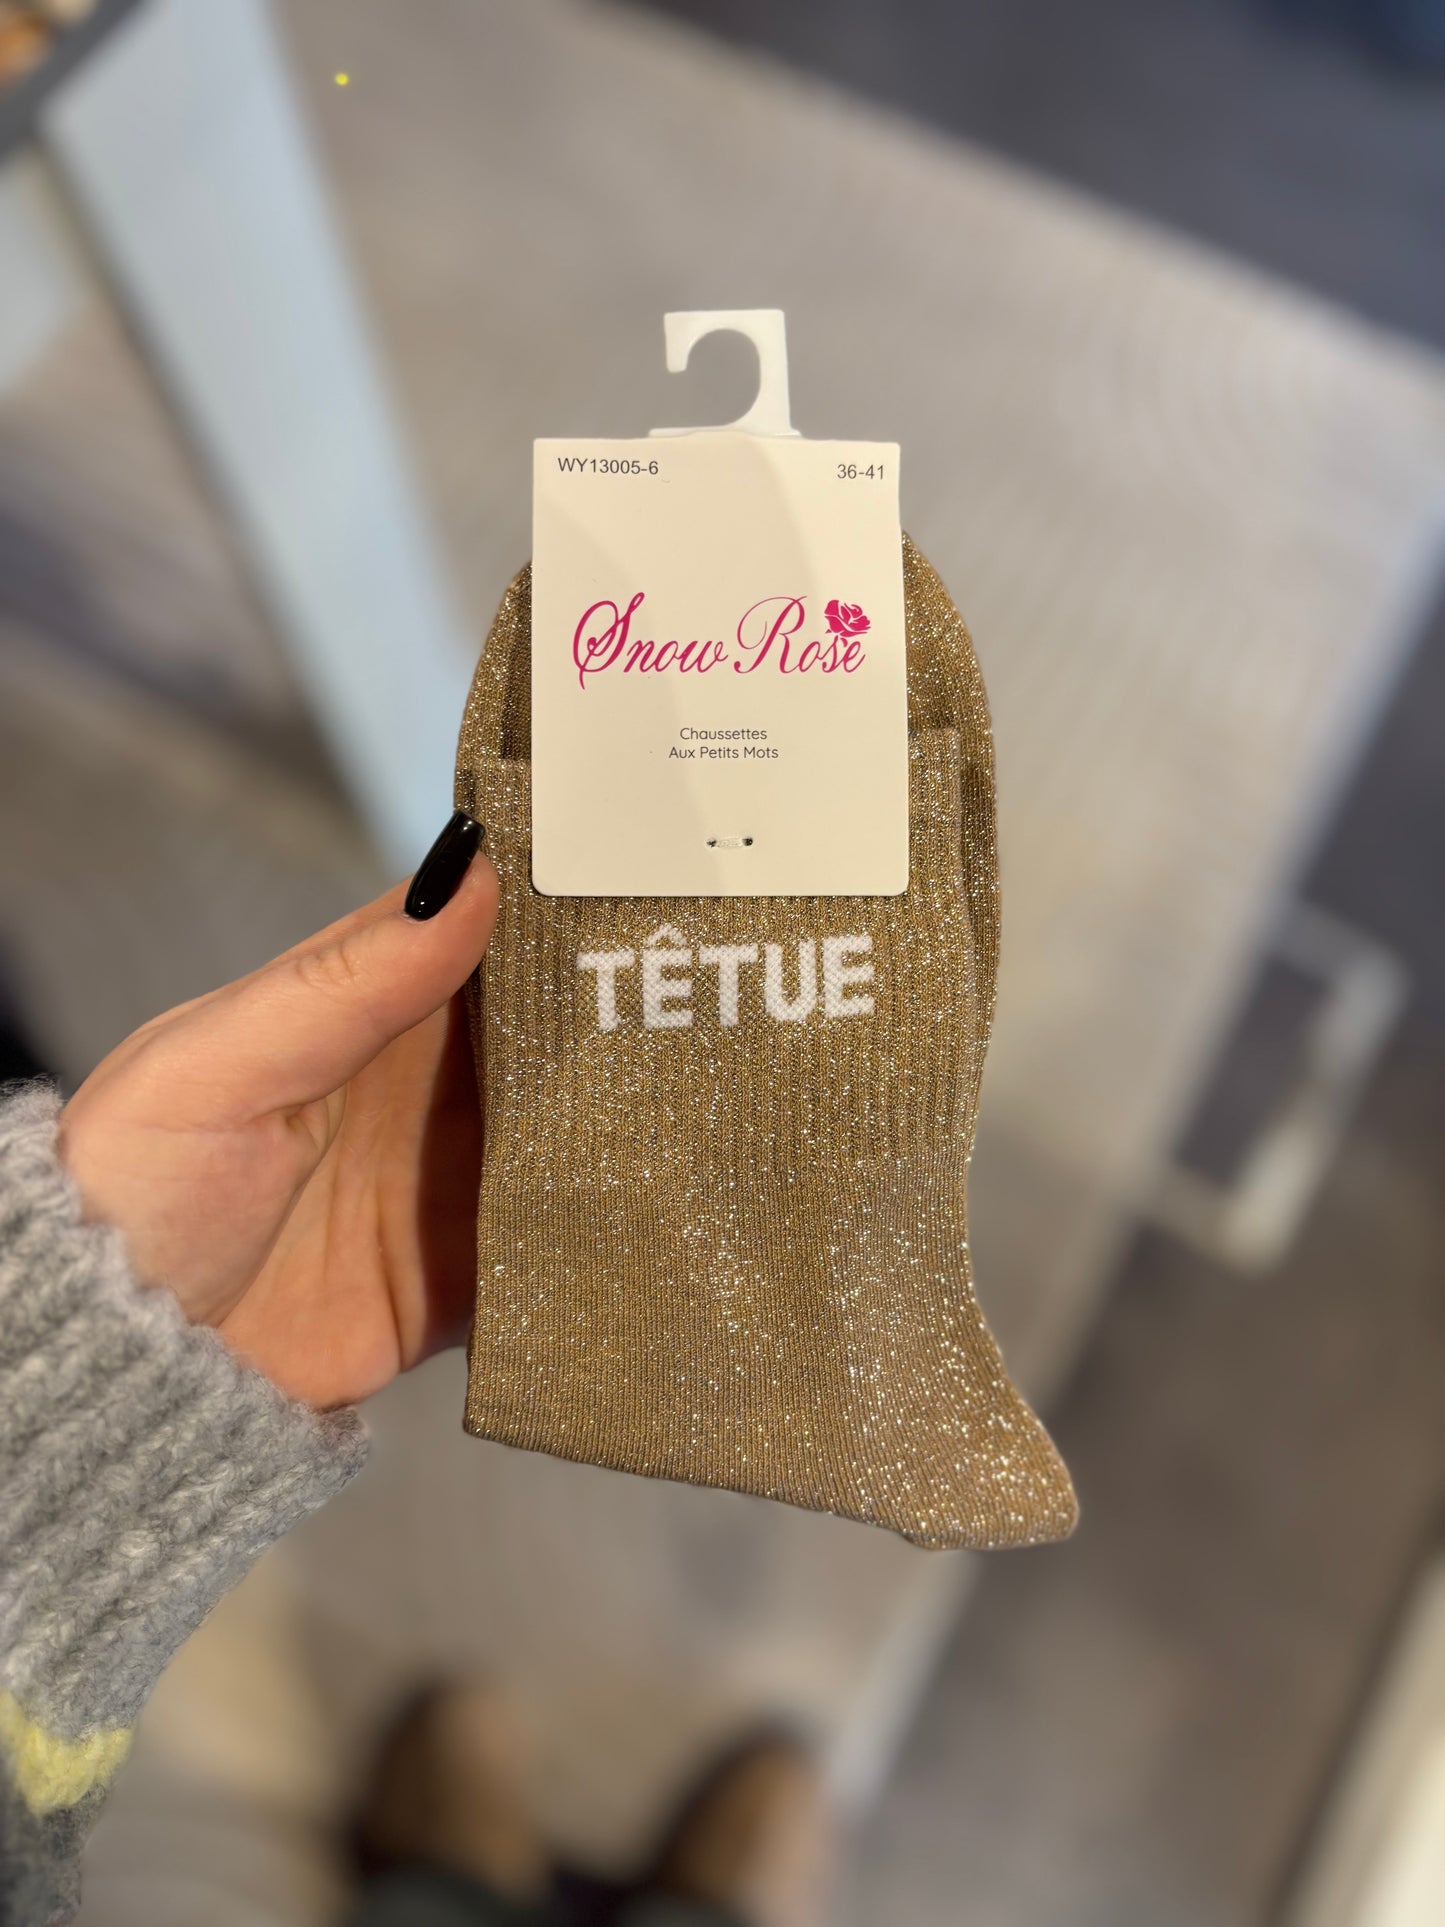 WY13005-6 36-41
Snow Rose
Chaussettes
Aux Petits Mots
TÊTUE